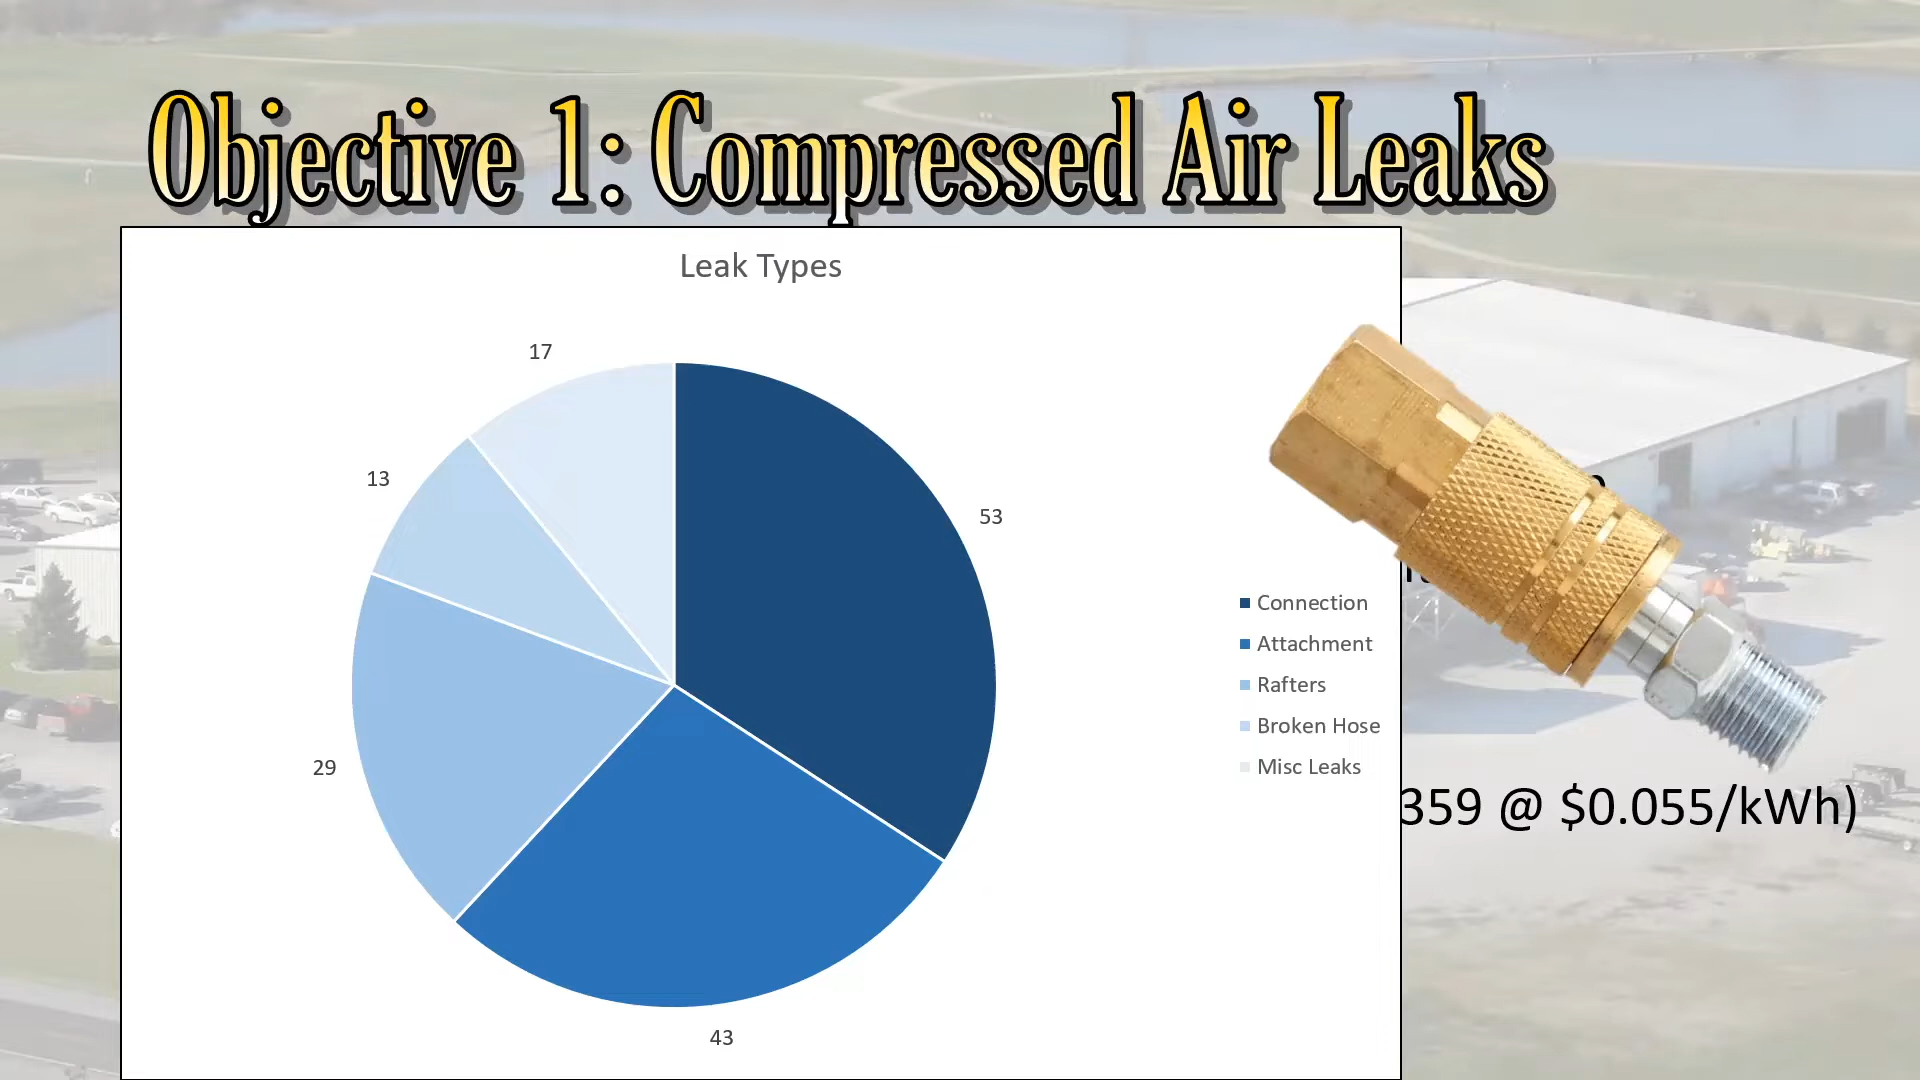 Objective 1: Compressed Air Leaks
Leak Types
17
13
53
29
43
Connection
Attachment
Rafters
Broken Hose
Misc Leaks
359 @ $0.055/kWh)